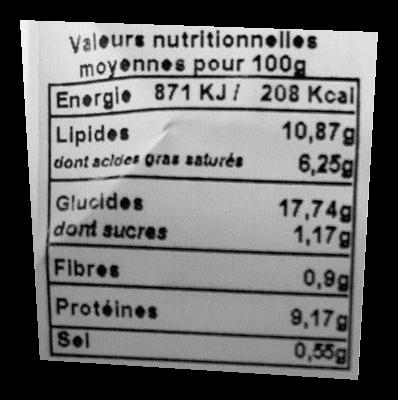 Valeurs nutritionnelles
moyennes pour 100g
Energie 871 KJ / 208 Kcal
Lipides 10,87g
dont acides gras saturés 6,25g
Glucides 17,74g
dont sucres 1,17g
Fibres 0,9g
Protéines 9,17g
Sel 0,55g